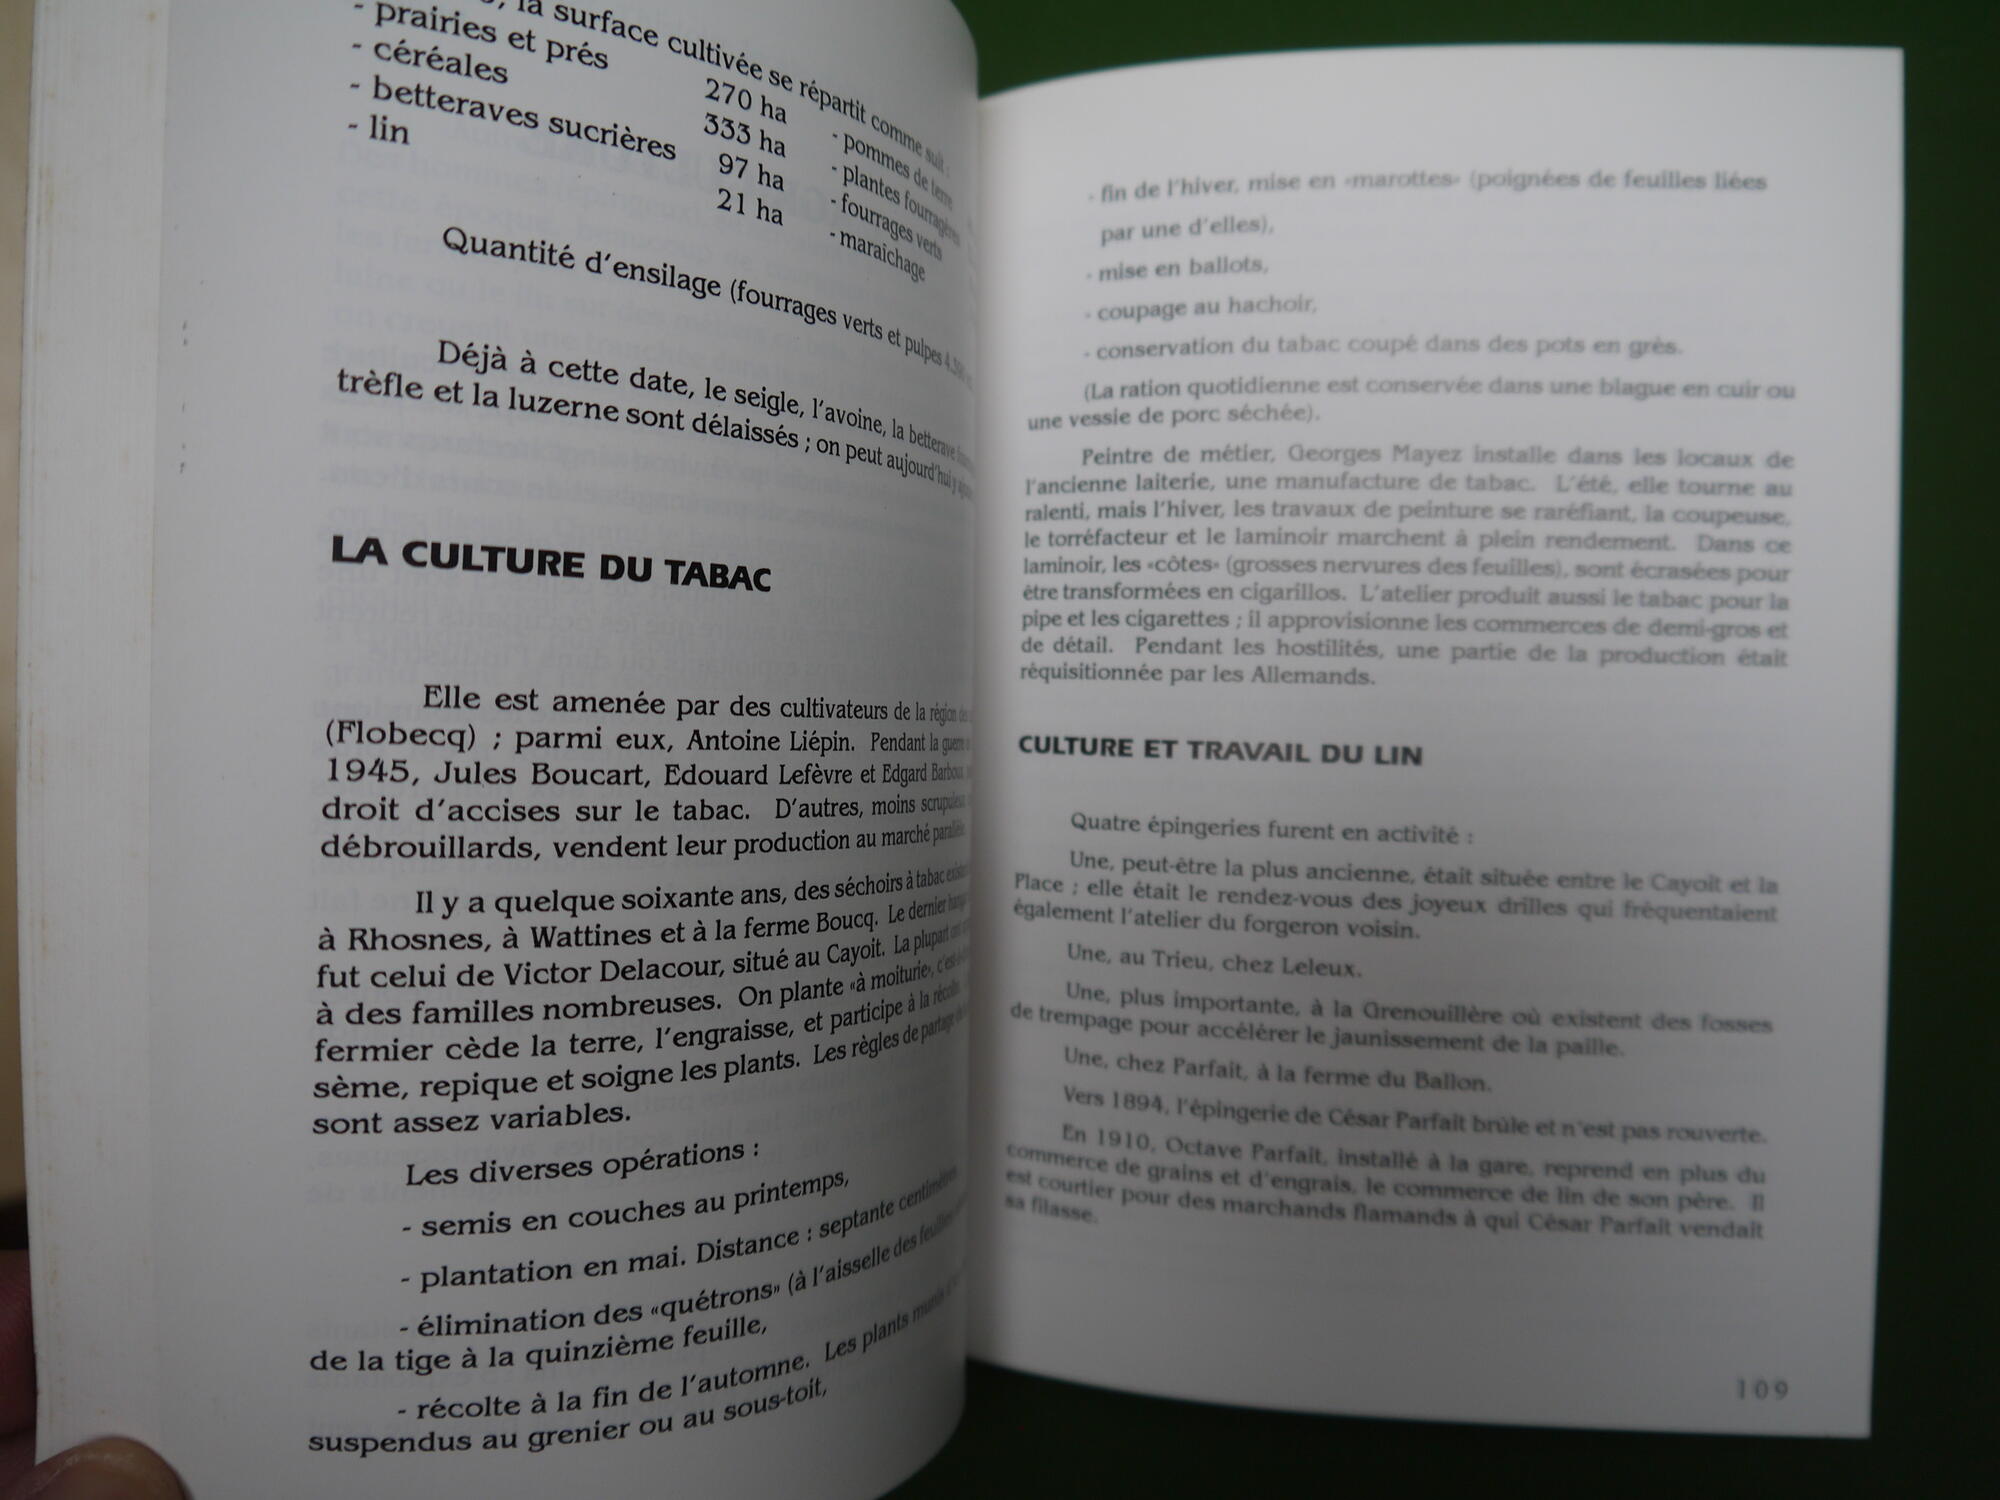 la surface cultivée se répartit comme suit :
- prairies et prés 270 ha - pommes de terre
- céréales 333 ha - plantes fourragères
- betteraves sucrières 97 ha - fourrages verts
- lin 21 ha - maraîchage
Quantité d’ensilage (fourrages verts et pulpes
Déjà à cette date, le seigle, l’avoine, la betterave
trèfle et la luzerne sont délaissés ; on peut aujourd’hui y
LA CULTURE DU TABAC
Elle est amenée par des cultivateurs de la région
(Flobecq) ; parmi eux, Antoine Liépin. Pendant la guerre
1945, Jules Boucart, Edouard Lefèvre et Edgard Barboux
droit d’accises sur le tabac. D’autres, moins scrupuleux
débrouillards, vendent leur production au marché parallèle.
Il y a quelque soixante ans, des séchoirs à tabac
à Rhosnes, à Wattines et à la ferme Boucq. Le dernier
fut celui de Victor Delacour, situé au Cayoit. La plupart
à des familles nombreuses. On plante «à moiturie»,
fermier cède la terre, l’engraisse, et participe à la récolte.
sème, repique et soigne les plants. Les règles de partage
sont assez variables.
Les diverses opérations :
- semis en couches au printemps,
- plantation en mai. Distance : septante centimètres
- élimination des «quétrons» (à l’aisselle des feuilles
de la tige à la quinzième feuille,
- récolte à la fin de l’automne. Les plants munis
suspendus au grenier ou au sous-toit,
- fin de l’hiver, mise en «marottes» (poignées de feuilles liées
par une d’elles),
- mise en ballots,
- coupage au hachoir,
- conservation du tabac coupé dans des pots en grès.
(La ration quotidienne est conservée dans une blague en cuir ou
une vessie de porc séchée).
Peintre de métier, Georges Mayez installe dans les locaux de
l’ancienne laiterie, une manufacture de tabac. L’été, elle tourne au
ralenti, mais l’hiver, les travaux de peinture se raréfiant, la coupeuse,
le torréfacteur et le laminoir marchent à plein rendement. Dans ce
laminoir, les «côtes» (grosses nervures des feuilles), sont écrasées pour
être transformées en cigarillos. L’atelier produit aussi le tabac pour la
pipe et les cigarettes ; il approvisionne les commerces de demi-gros et
de détail. Pendant les hostilités, une partie de la production était
réquisitionnée par les Allemands.
CULTURE ET TRAVAIL DU LIN
Quatre épingeries furent en activité :
Une, peut-être la plus ancienne, était située entre le Cayoit et la
Place ; elle était le rendez-vous des joyeux drilles qui fréquentaient
également l’atelier du forgeron voisin.
Une, au Trieu, chez Leleux.
Une, plus importante, à la Grenouillère où existent des fosses
de trempage pour accélérer le jaunissement de la paille.
Une, chez Parfait, à la ferme du Ballon.
Vers 1894, l’épingerie de César Parfait brûle et n’est pas rouverte.
En 1910, Octave Parfait, installé à la gare, reprend en plus du
commerce de grains et d’engrais, le commerce de lin de son père. Il
est courtier pour des marchands flamands à qui César Parfait vendait
sa filasse.
109